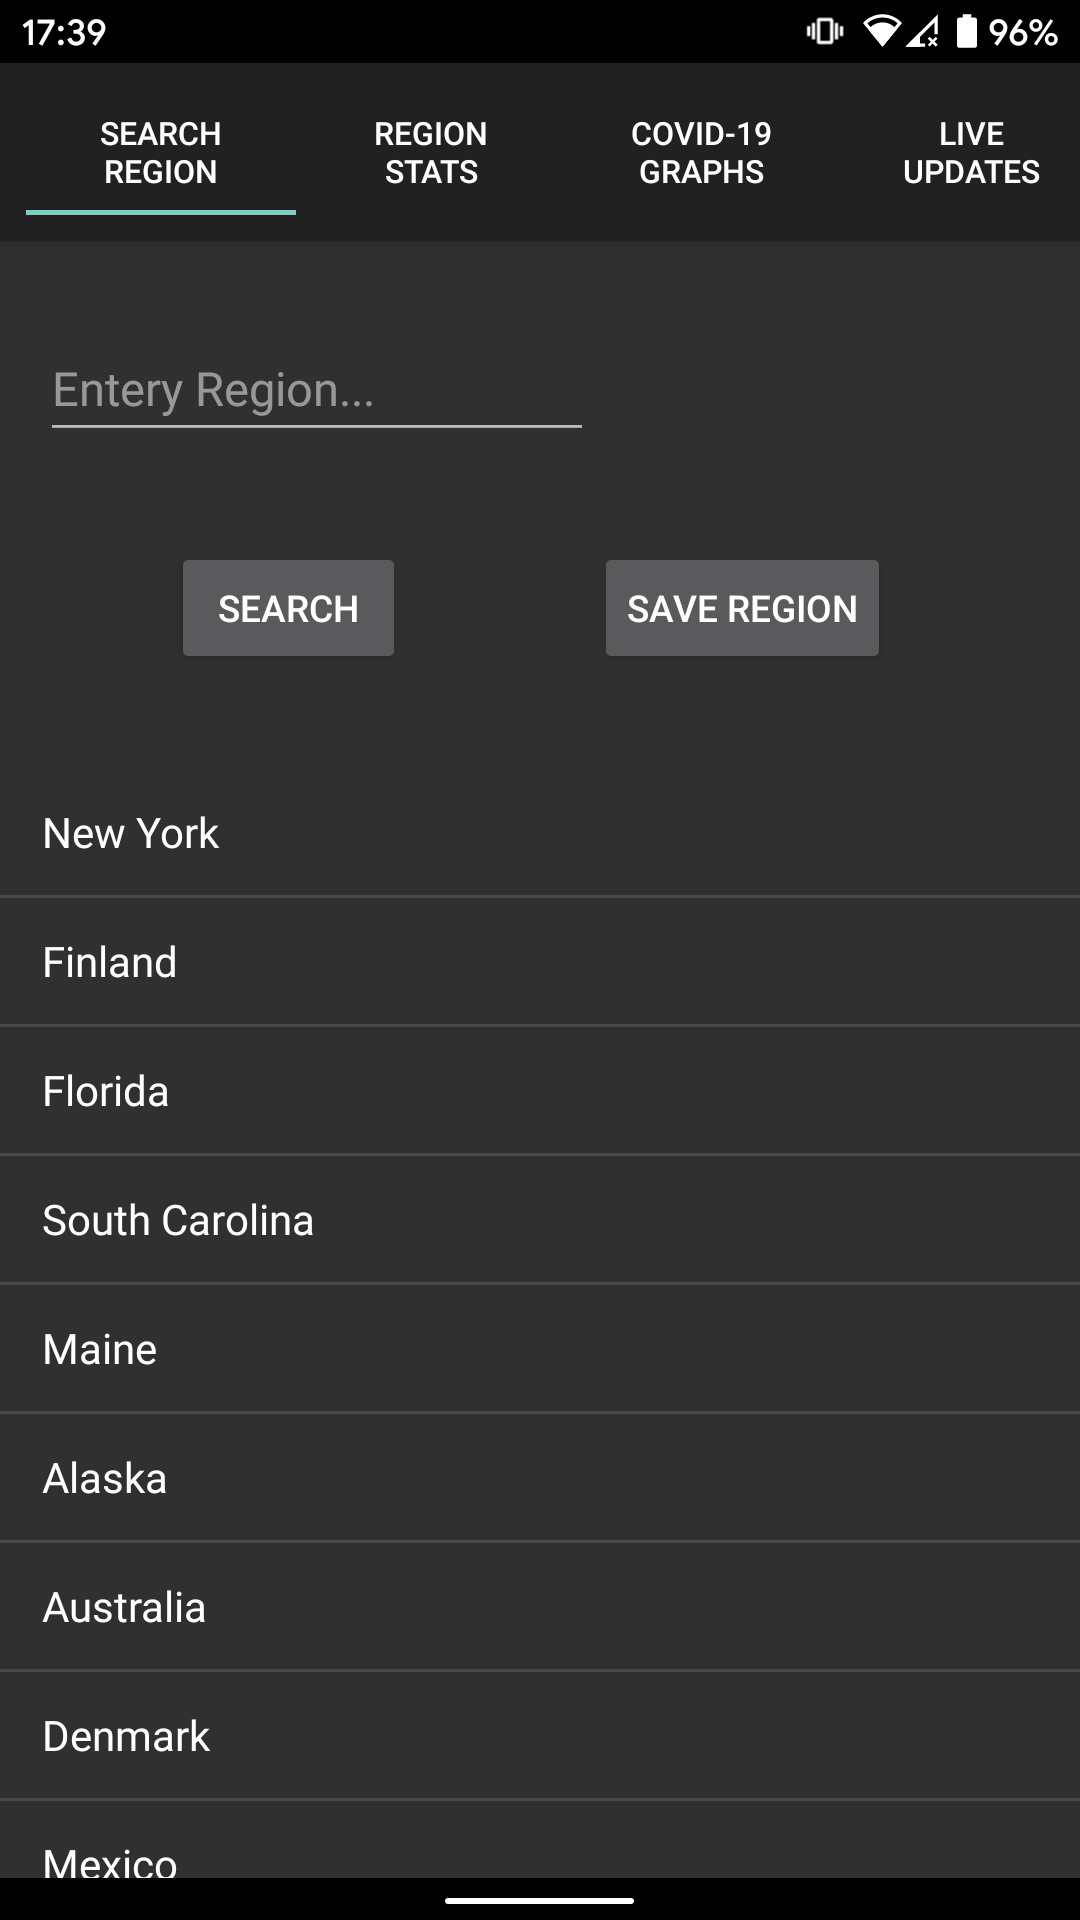 17:39 96%
SEARCH REGION
REGION STATS
COVID-19 GRAPHS
LIVE UPDATES
Entery Region...
SEARCH SAVE REGION
New York
Finland
Florida
South Carolina
Maine
Alaska
Australia
Denmark
Mexico